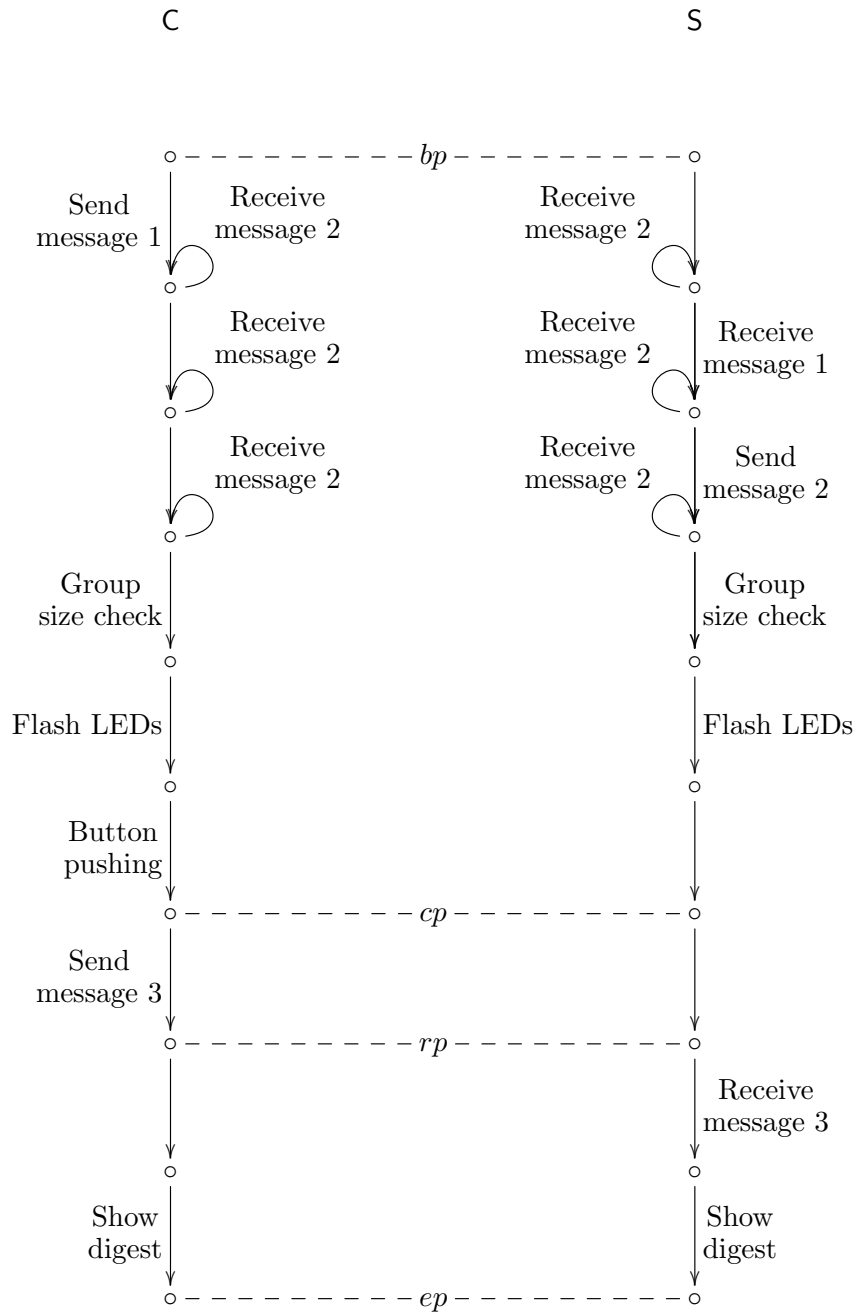 C
S
bp
Send
message 1
Receive
message 2
Receive
message 2
Receive
message 2
Receive
message 2
Receive
message 1
Receive
message 2
Receive
message 2
Send
message 2
Group
size check
Group
size check
Flash LEDs
Flash LEDs
Button
pushing
cp
Send
message 3
rp
Receive
message 3
Show
digest
Show
digest
ep